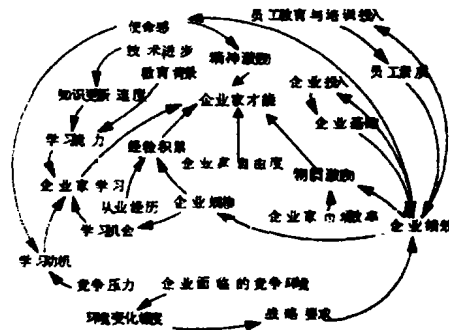 员工教育与培训投入
使命感
技术进步
精神激励
教育背景
员工素质
企业投入
知识更新速度
企业家才能
企业基础
学习能力
经验积累
企业家自由度
物质激励
企业家学习
从业经历
企业规模
企业家市场效率
企业绩效
学习机会
学习动机
竞争压力
企业面临的竞争环境
环境变化幅度
战略要求